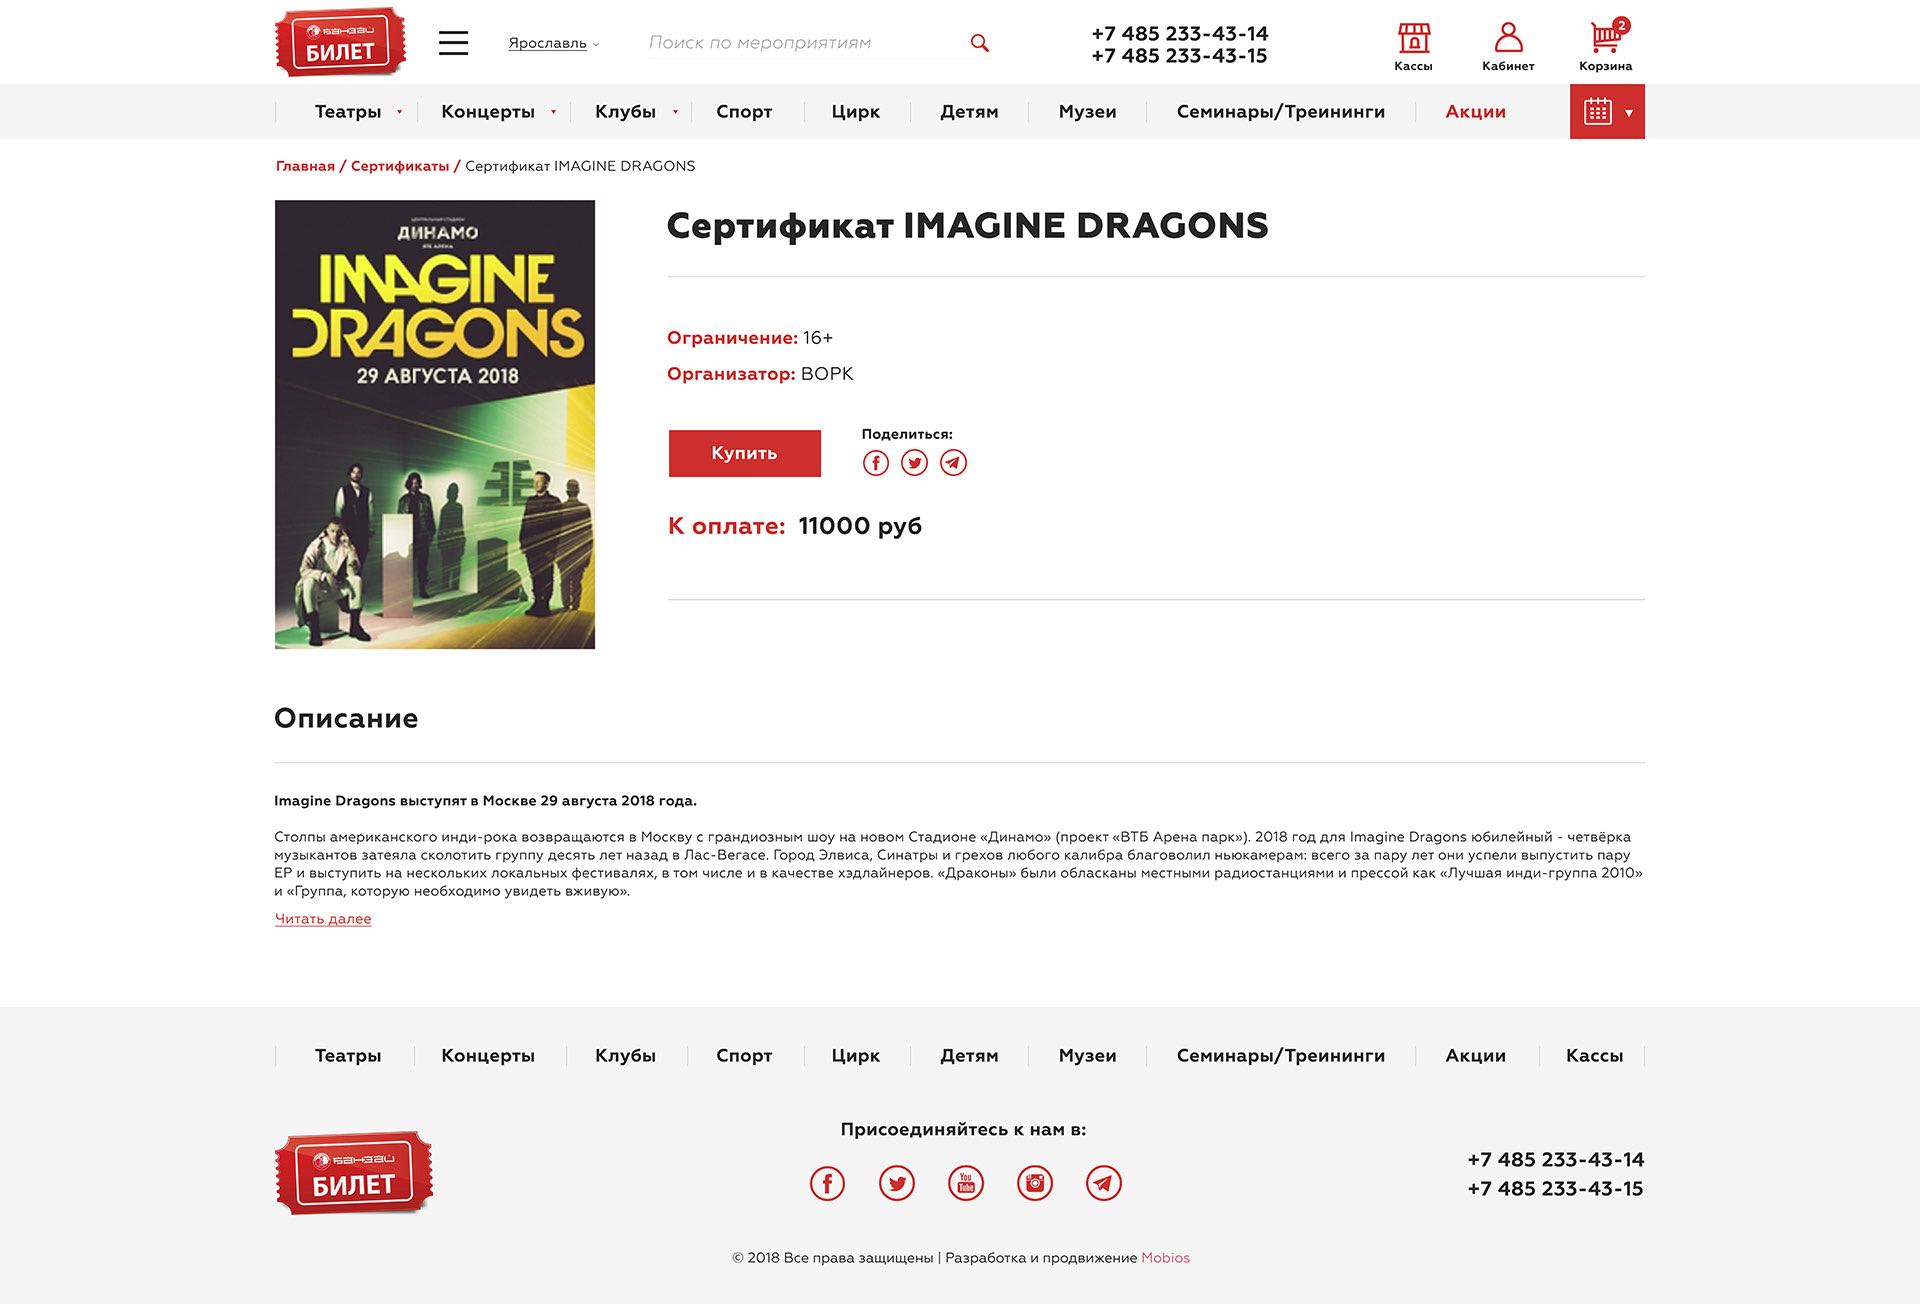 БАНЗАЙ
БИЛЕТ
Ярославль
Поиск по мероприятиям
+7 485 233-43-14
+7 485 233-43-15
Кассы
Кабинет
2
Корзина
Театры
Концерты
Клубы
Спорт
Цирк
Детям
Музеи
Семинары/Треининги
Акции
Главная / Сертификаты / Сертификат IMAGINE DRAGONS
ЦЕНТРАЛЬНЫЙ СТАДИОН
ДИНАМО
ВТБ АРЕНА
IMAGINE
DRAGONS
29 АВГУСТА 2018
Сертификат IMAGINE DRAGONS
Ограничение: 16+
Организатор: ВОРК
Купить
Поделиться:
К оплате: 11000 руб
Описание
Imagine Dragons выступят в Москве 29 августа 2018 года.
Столпы американского инди-рока возвращаются в Москву с грандиозным шоу на новом Стадионе «Динамо» (проект «ВТБ Арена парк»). 2018 год для Imagine Dragons юбилейный - четвёрка
музыкантов затеяла сколотить группу десять лет назад в Лас-Вегасе. Город Элвиса, Синатры и грехов любого калибра благоволил ньюкамерам: всего за пару лет они успели выпустить пару
EP и выступить на нескольких локальных фестивалях, в том числе и в качестве хэдлайнеров. «Драконы» были обласканы местными радиостанциями и прессой как «Лучшая инди-группа 2010»
и «Группа, которую необходимо увидеть вживую».
Читать далее
Театры
Концерты
Клубы
Спорт
Цирк
Детям
Музеи
Семинары/Треининги
Акции
Кассы
БАНЗАЙ
БИЛЕТ
Присоединяйтесь к нам в:
You
Tube
+7 485 233-43-14
+7 485 233-43-15
© 2018 Все права защищены | Разработка и продвижение Mobios